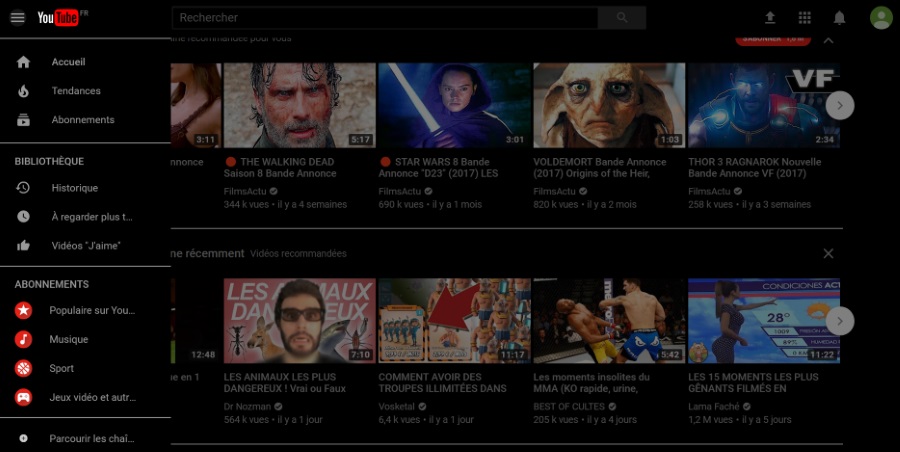 YouTube FR
Rechercher
ine recommandée pour vous
S'ABONNER
Accueil
Tendances
Abonnements
BIBLIOTHÈQUE
Historique
À regarder plus t...
Vidéos "J'aime"
ABONNEMENTS
Populaire sur You...
Musique
Sport
Jeux vidéo et autr...
Parcourir les chaî...
3:11
5:17
3:01
1:03
VF
2:34
nnonce
THE WALKING DEAD
Saison 8 Bande Annonce
FilmsActu
344 k vues • il y a 4 semaines
STAR WARS 8 Bande
Annonce "D23" (2017) LES
FilmsActu
690 k vues • il y a 1 mois
VOLDEMORT Bande Annonce
(2017) Origins of the Heir,
FilmsActu
820 k vues • il y a 2 mois
THOR 3 RAGNAROK Nouvelle
Bande Annonce VF (2017)
FilmsActu
258 k vues • il y a 3 semaines
ne récemment Vidéos recommandées
12:48
LES ANIMAUX
DANGEREUX
7:10
11:17
5:42
CONDICIONES ACT
28°
1009
89%
HUMEDAD
11:22
ue en 1
LES ANIMAUX LES PLUS
DANGEREUX ! Vrai ou Faux
Dr Nozman
564 k vues • il y a 1 jour
COMMENT AVOIR DES
TROUPES ILLIMITÉES DANS
Vosketal
6,4 k vues • il y a 1 jour
Les moments insolites du
MMA (KO rapide, urine,
BEST OF CULTES
205 k vues • il y a 4 jours
LES 15 MOMENTS LES PLUS
GÊNANTS FILMÉS EN
Lama Faché
1,2 M vues • il y a 5 jours